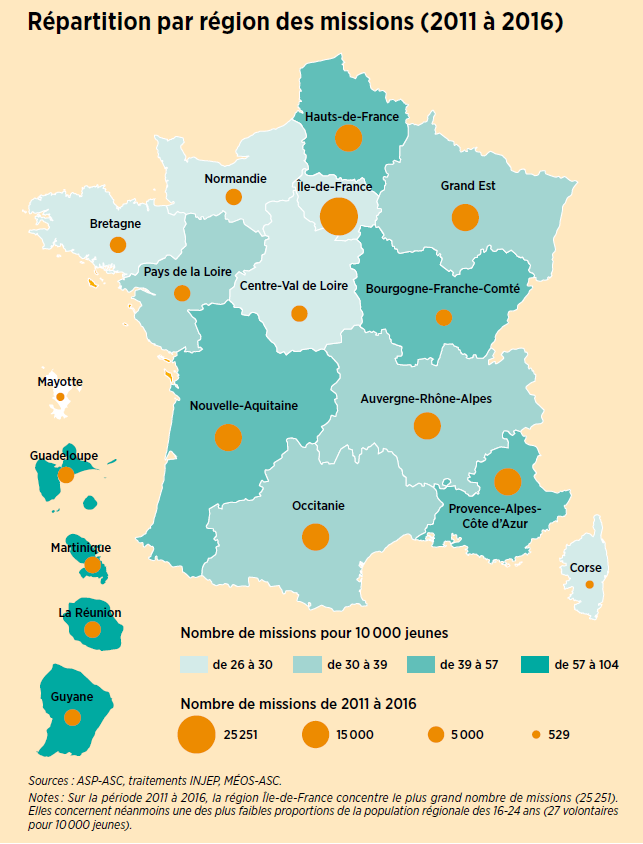 Répartition par région des missions (2011 à 2016)
Hauts-de-France
Normandie
Île-de-France
Grand Est
Bretagne
Pays de la Loire
Centre-Val de Loire
Bourgogne-Franche-Comté
Mayotte
Nouvelle-Aquitaine
Auvergne-Rhône-Alpes
Guadeloupe
Occitanie
Provence-Alpes-
Côte d'Azur
Martinique
Corse
La Réunion
Guyane
Nombre de missions pour 10 000 jeunes
de 26 à 30
de 30 à 39
de 39 à 57
de 57 à 104
Nombre de missions de 2011 à 2016
25 251
15 000
5 000
529
Sources : ASP-ASC, traitements INJEP, MÉOS-ASC.
Notes : Sur la période 2011 à 2016, la région Île-de-France concentre le plus grand nombre de missions (25 251).
Elles concernent néanmoins une des plus faibles proportions de la population régionale des 16-24 ans (27 volontaires
pour 10 000 jeunes).